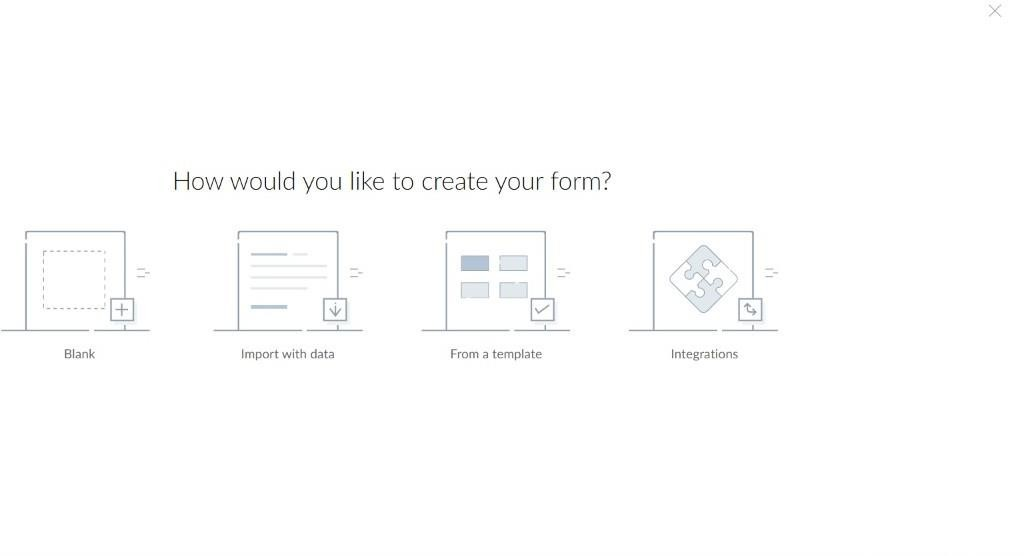 How would you like to create your form?
Blank
Import with data
From a template
Integrations